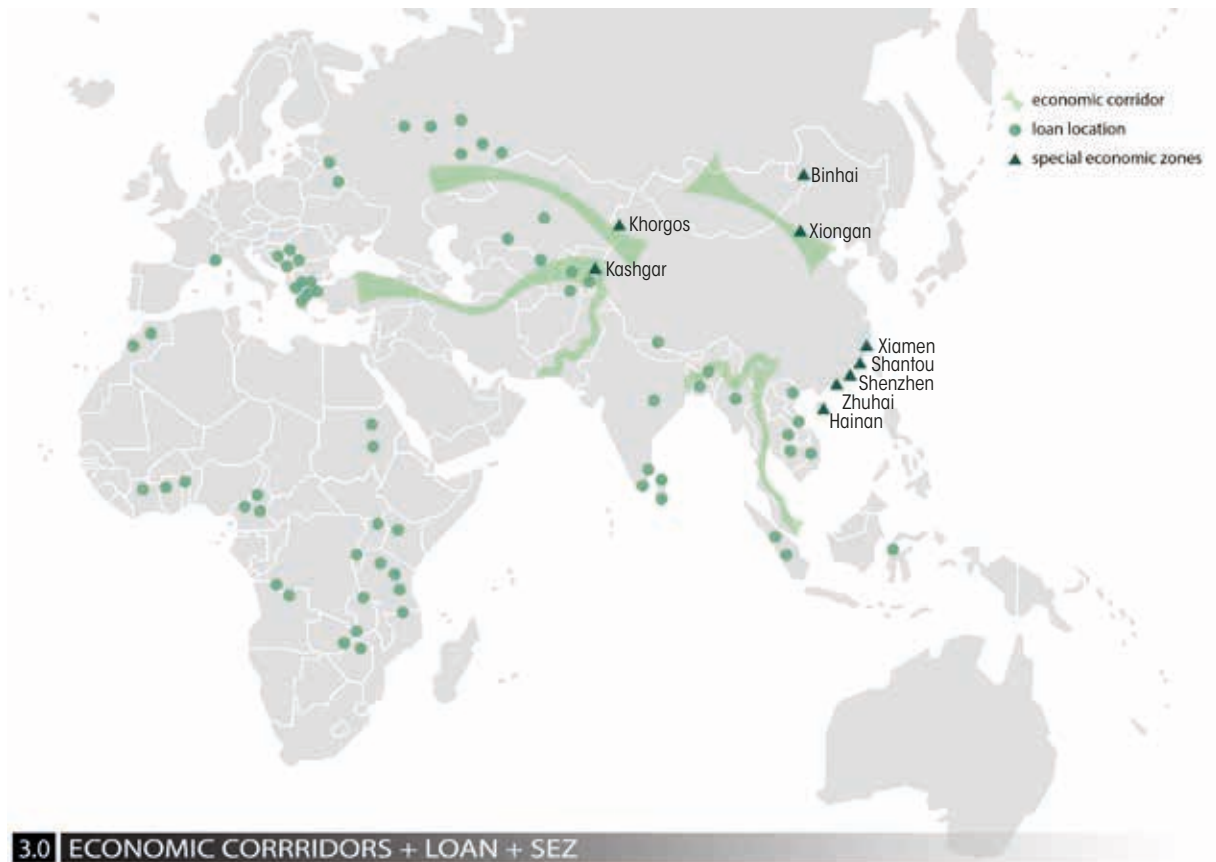 economic corridor
loan location
special economic zones
Binhai
Khorgos
Xiongan
Kashgar
Xiamen
Shantou
Shenzhen
Zhuhai
Hainan
3.0 ECONOMIC CORRRIDORS + LOAN + SEZ